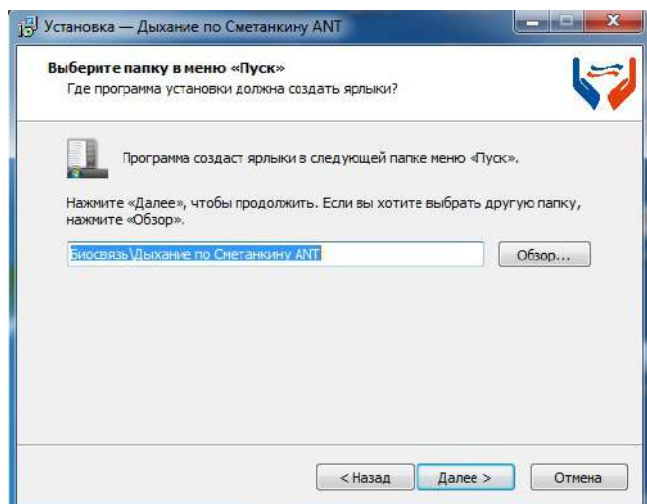 Установка — Дыхание по Сметанкину ANT
Выберите папку в меню «Пуск»
Где программа установки должна создать ярлыки?
Программа создаст ярлыки в следующей папке меню «Пуск».
Нажмите «Далее», чтобы продолжить. Если вы хотите выбрать другую папку,
нажмите «Обзор».
Биосвязь\Дыхание по Сметанкину ANT
Обзор...
< Назад
Далее >
Отмена